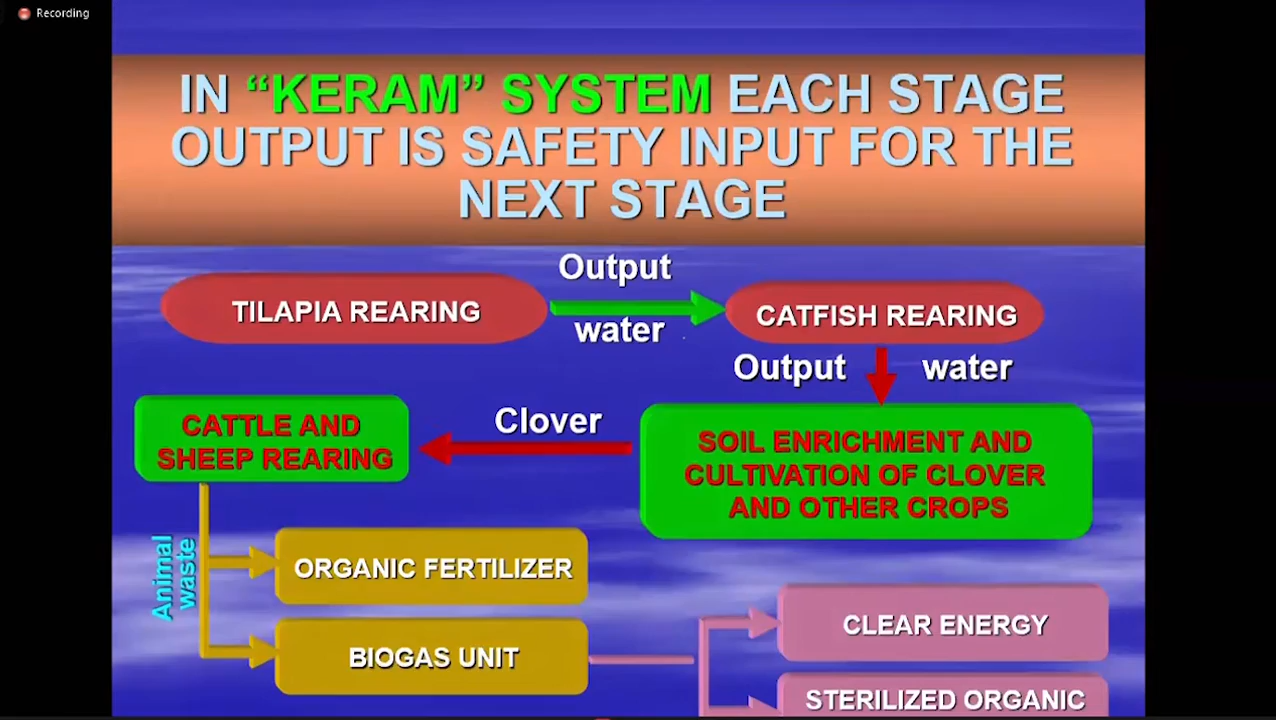 Recording
IN “KERAM” SYSTEM EACH STAGE
OUTPUT IS SAFETY INPUT FOR THE
NEXT STAGE
Output
TILAPIA REARING
water
CATFISH REARING
Output water
CATTLE AND
SHEEP REARING
Clover
SOIL ENRICHMENT AND
CULTIVATION OF CLOVER
AND OTHER CROPS
Animal
waste
ORGANIC FERTILIZER
BIOGAS UNIT
CLEAR ENERGY
STERILIZED ORGANIC